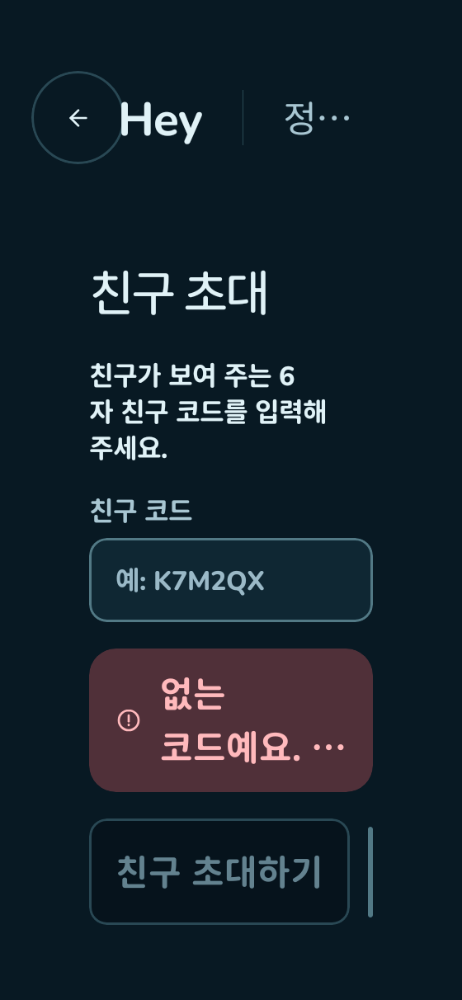 Hey
정…
친구 초대
친구가 보여 주는 6
자 친구 코드를 입력해
주세요.
친구 코드
예: K7M2QX
없는
코드예요. …
친구 초대하기